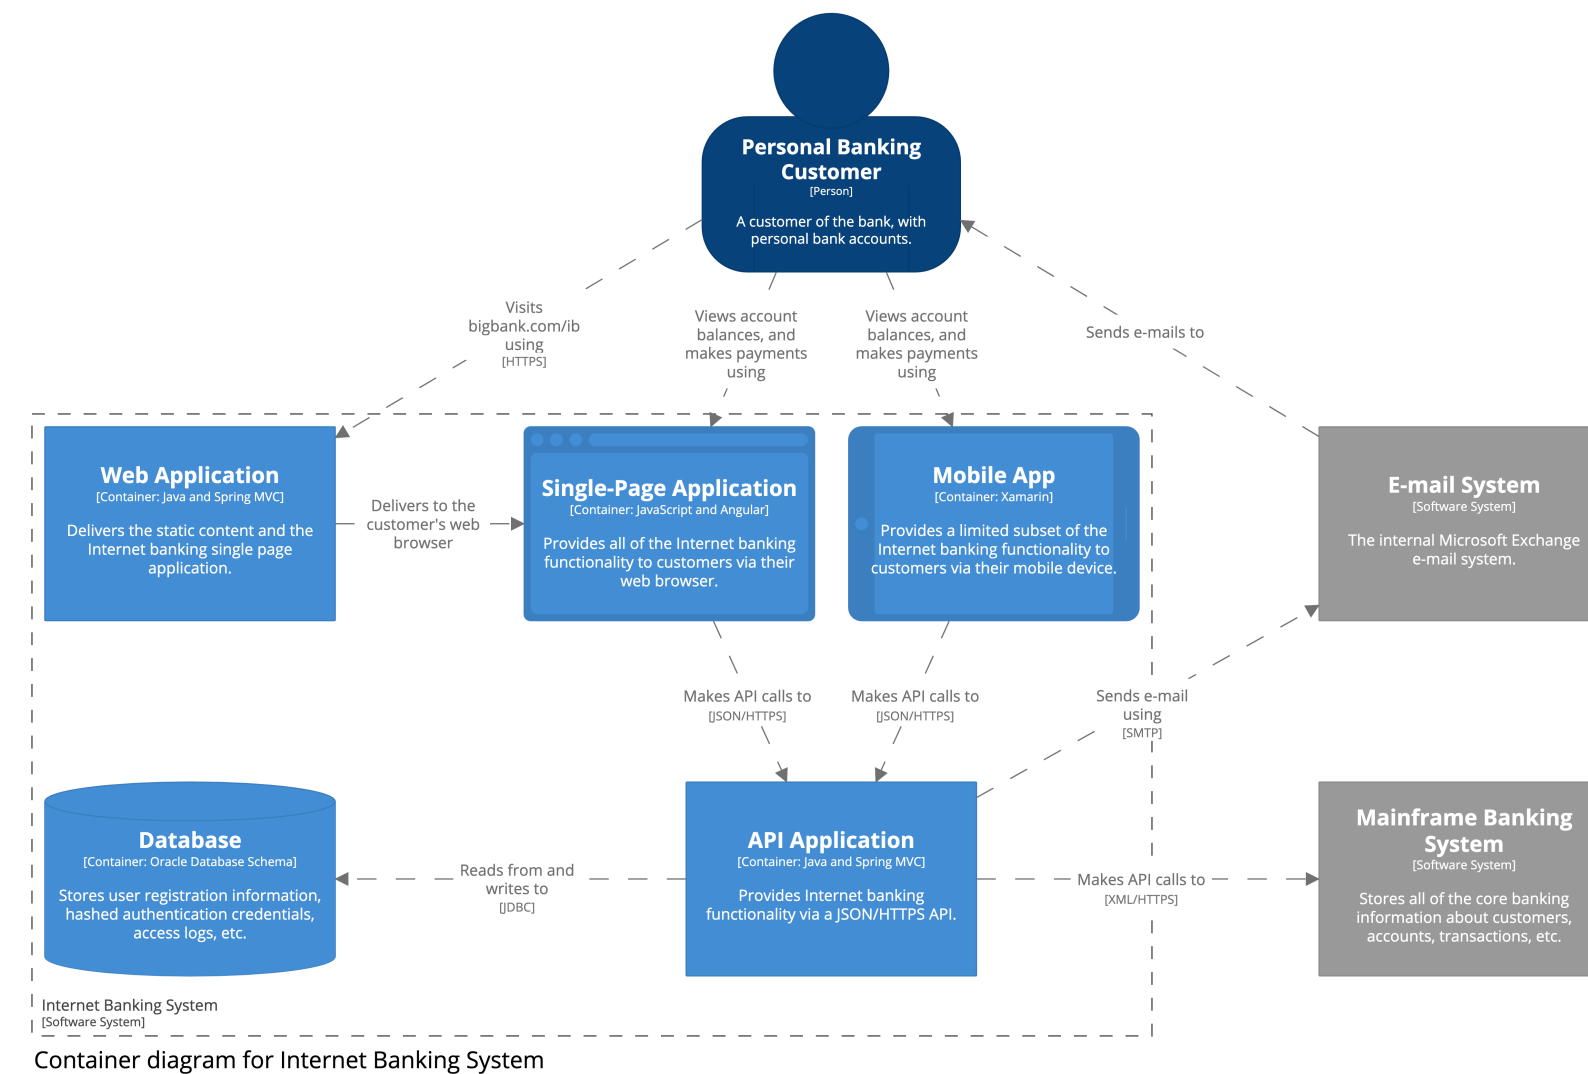 Personal Banking
Customer
[Person]
A customer of the bank, with
personal bank accounts.
Visits
bigbank.com/ib
using
[HTTPS]
Views account
balances, and
makes payments
using
Views account
balances, and
makes payments
using
Sends e-mails to
Web Application
[Container: Java and Spring MVC]
Delivers the static content and the
Internet banking single page
application.
Delivers to the
customer's web
browser
Single-Page Application
[Container: JavaScript and Angular]
Provides all of the Internet banking
functionality to customers via their
web browser.
Mobile App
[Container: Xamarin]
Provides a limited subset of the
Internet banking functionality to
customers via their mobile device.
E-mail System
[Software System]
The internal Microsoft Exchange
e-mail system.
Makes API calls to
[JSON/HTTPS]
Makes API calls to
[JSON/HTTPS]
Sends e-mail
using
[SMTP]
Database
[Container: Oracle Database Schema]
Stores user registration information,
hashed authentication credentials,
access logs, etc.
Reads from and
writes to
[JDBC]
API Application
[Container: Java and Spring MVC]
Provides Internet banking
functionality via a JSON/HTTPS API.
Makes API calls to
[XML/HTTPS]
Mainframe Banking
System
[Software System]
Stores all of the core banking
information about customers,
accounts, transactions, etc.
Internet Banking System
[Software System]
Container diagram for Internet Banking System